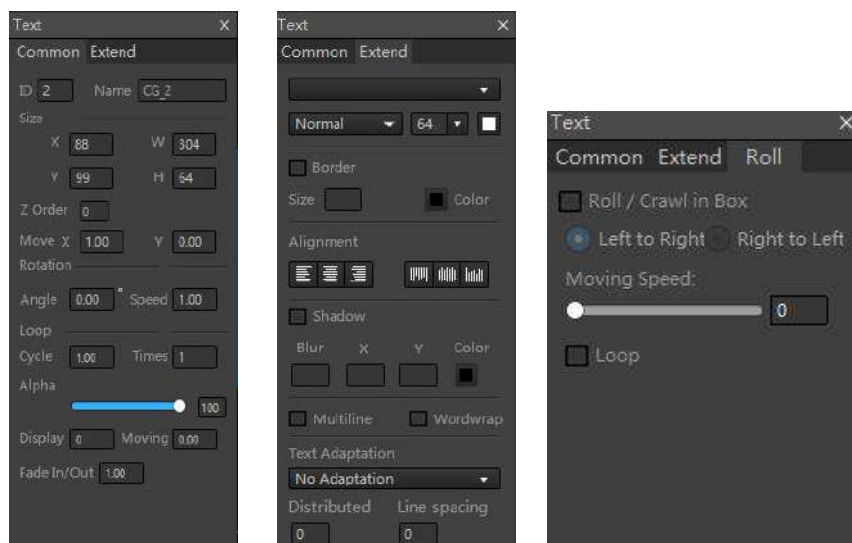 Text X
Common Extend
ID 2 Name CG_2
Size
X 88 W 304
Y 99 H 64
Z Order 0
Move X 1.00 Y 0.00
Rotation
Angle 0.00 ° Speed 1.00
Loop
Cycle 1.00 Times 1
Alpha
100
Display 0 Moving 0.00
Fade In/Out 1.00
Text X
Common Extend
Normal 64
Border
Size Color
Alignment
Shadow
Blur X Y Color
Multiline Wordwrap
Text Adaptation
No Adaptation
Distributed Line spacing
0 0
Text X
Common Extend Roll
Roll / Crawl in Box
Left to Right Right to Left
Moving Speed:
0
Loop